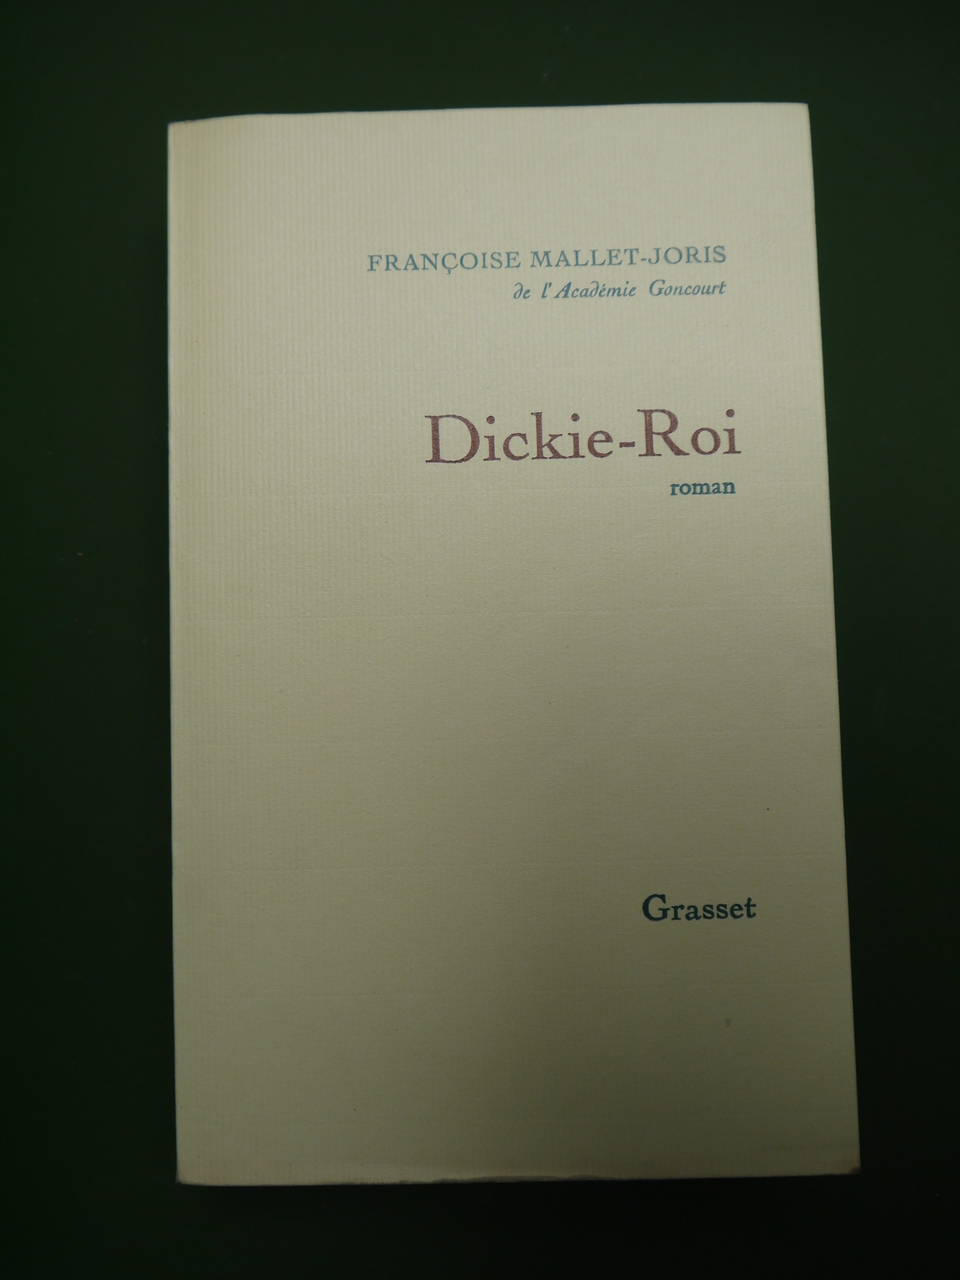 FRANÇOISE MALLET-JORIS
de l'Académie Goncourt
Dickie-Roi
roman
Grasset